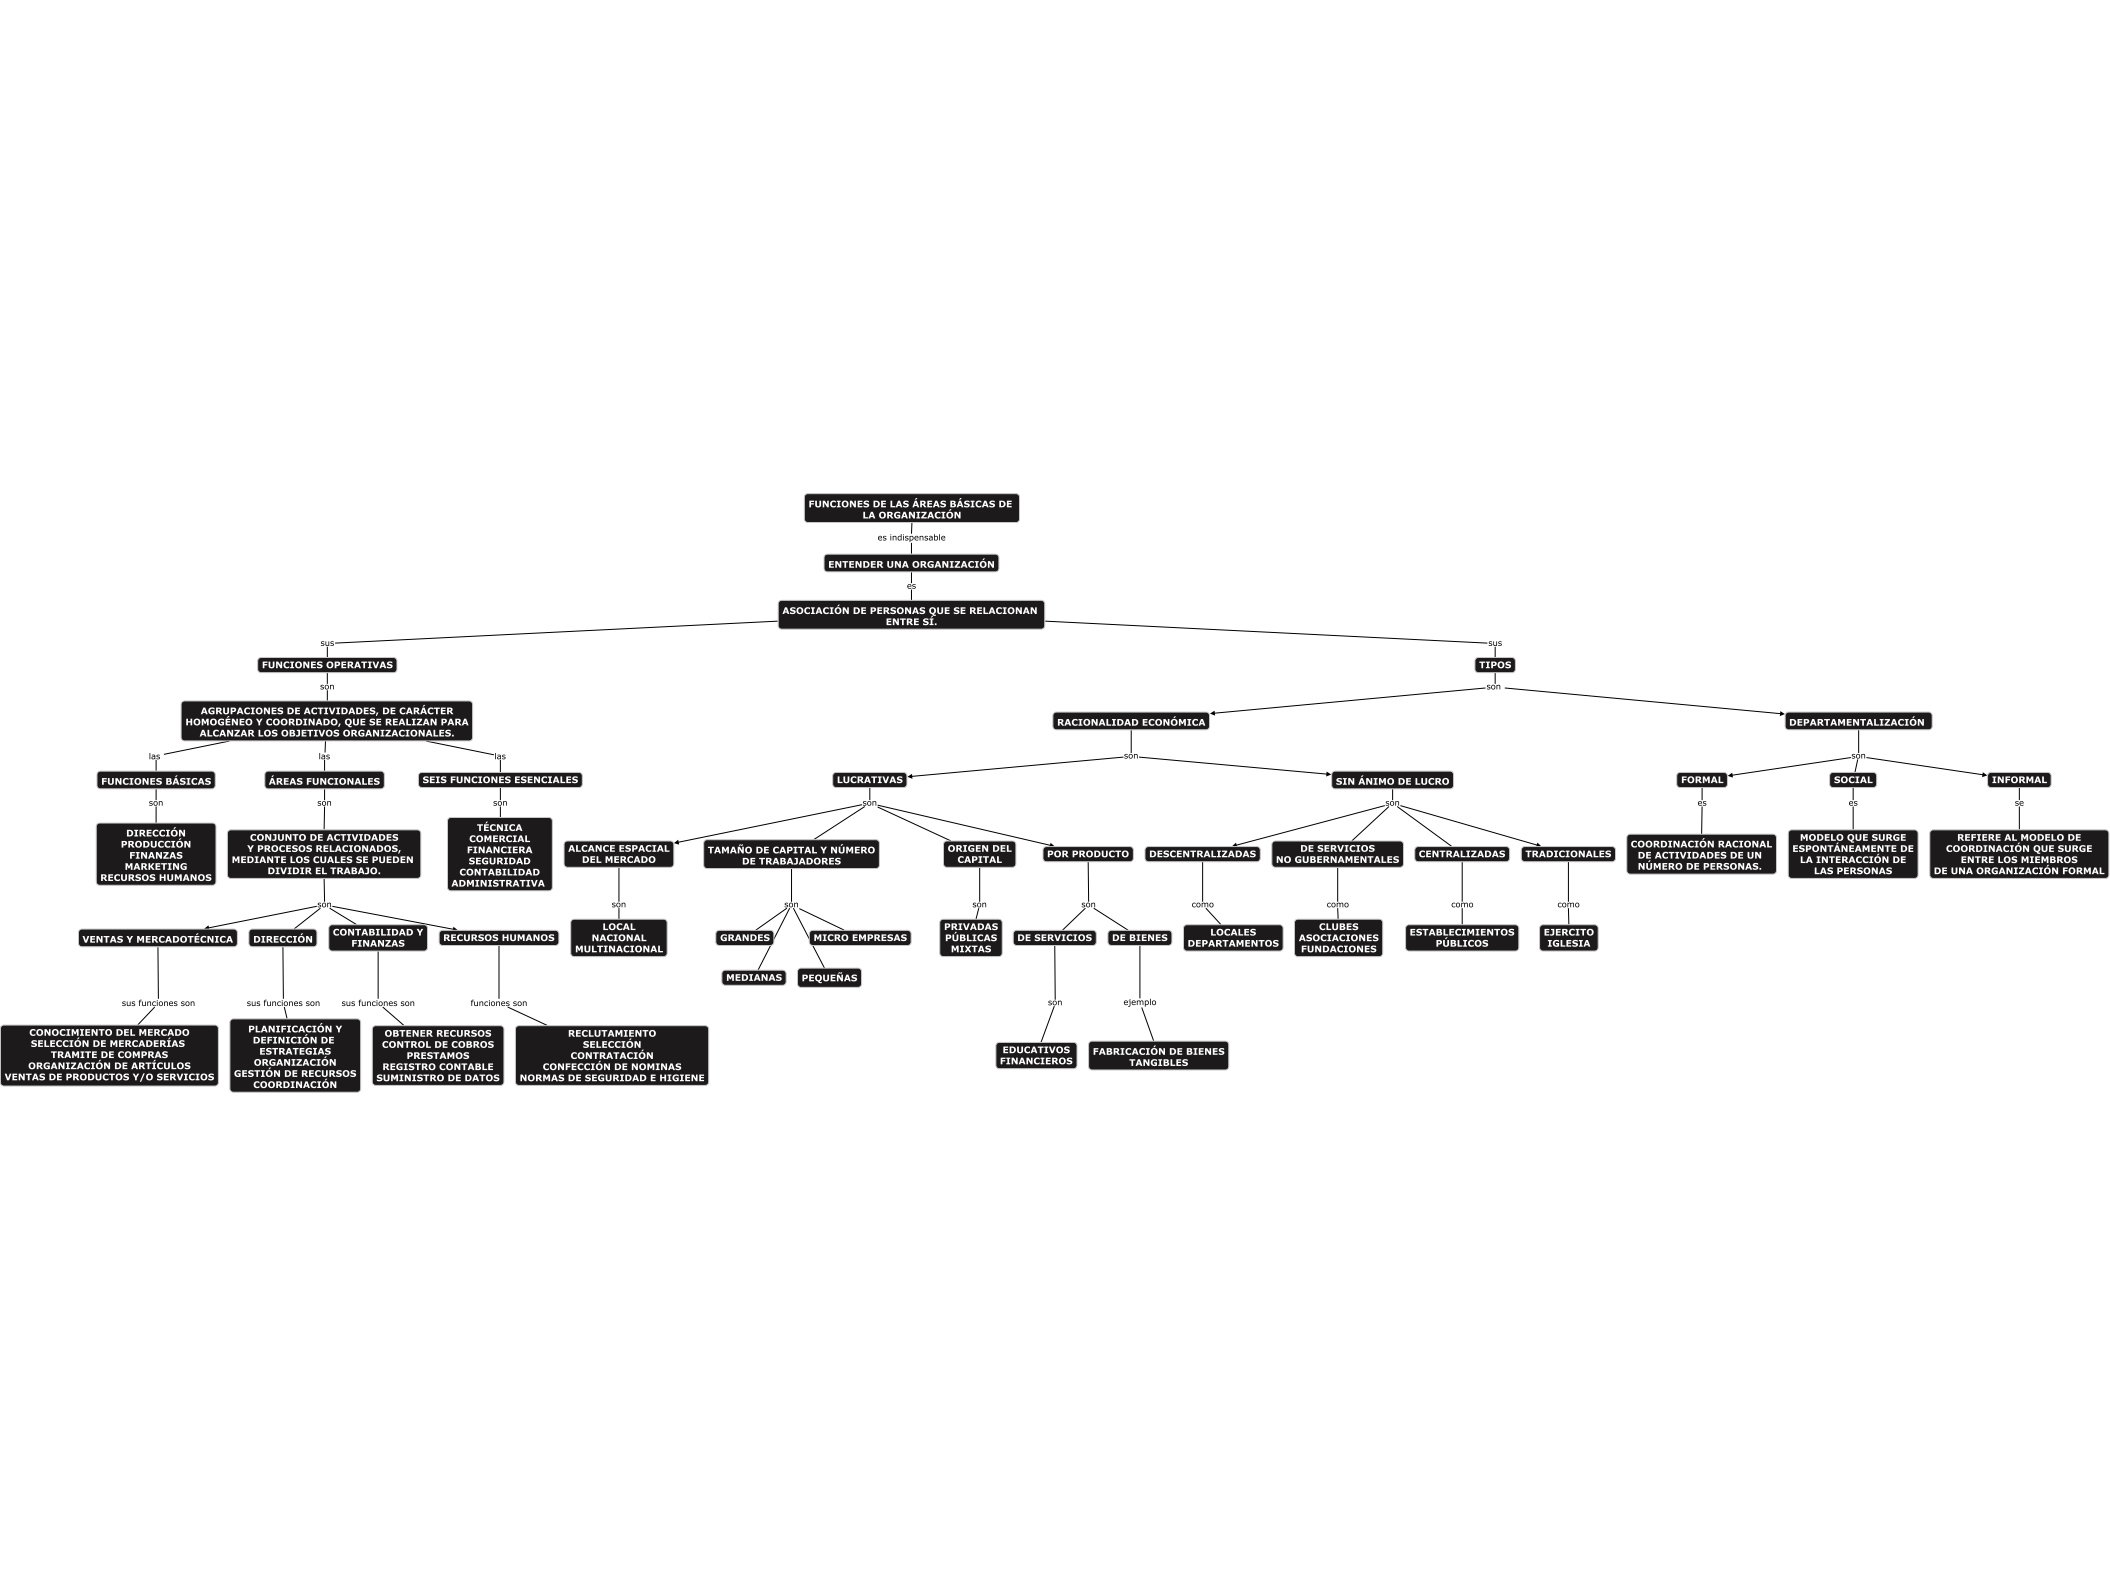 FUNCIONES DE LAS ÁREAS BÁSICAS DE
LA ORGANIZACIÓN
es indispensable
ENTENDER UNA ORGANIZACIÓN
es
ASOCIACIÓN DE PERSONAS QUE SE RELACIONAN
ENTRE SÍ.
sus
sus
FUNCIONES OPERATIVAS
TIPOS
son
son
AGRUPACIONES DE ACTIVIDADES, DE CARÁCTER
HOMOGÉNEO Y COORDINADO, QUE SE REALIZAN PARA
ALCANZAR LOS OBJETIVOS ORGANIZACIONALES.
RACIONALIDAD ECONÓMICA
DEPARTAMENTALIZACIÓN
las
las
las
son
son
FUNCIONES BÁSICAS
ÁREAS FUNCIONALES
SEIS FUNCIONES ESENCIALES
LUCRATIVAS
SIN ÁNIMO DE LUCRO
FORMAL
SOCIAL
INFORMAL
son
son
son
son
son
es
es
se
DIRECCIÓN
PRODUCCIÓN
FINANZAS
MARKETING
RECURSOS HUMANOS
CONJUNTO DE ACTIVIDADES
Y PROCESOS RELACIONADOS,
MEDIANTE LOS CUALES SE PUEDEN
DIVIDIR EL TRABAJO.
TÉCNICA
COMERCIAL
FINANCIERA
SEGURIDAD
CONTABILIDAD
ADMINISTRATIVA
ALCANCE ESPACIAL
DEL MERCADO
TAMAÑO DE CAPITAL Y NÚMERO
DE TRABAJADORES
ORIGEN DEL
CAPITAL
POR PRODUCTO
DESCENTRALIZADAS
DE SERVICIOS
NO GUBERNAMENTALES
CENTRALIZADAS
TRADICIONALES
COORDINACIÓN RACIONAL
DE ACTIVIDADES DE UN
NÚMERO DE PERSONAS.
MODELO QUE SURGE
ESPONTÁNEAMENTE DE
LA INTERACCIÓN DE
LAS PERSONAS
REFIERE AL MODELO DE
COORDINACIÓN QUE SURGE
ENTRE LOS MIEMBROS
DE UNA ORGANIZACIÓN FORMAL
son
son
son
son
son
como
como
como
como
VENTAS Y MERCADOTÉCNICA
DIRECCIÓN
CONTABILIDAD Y
FINANZAS
RECURSOS HUMANOS
LOCAL
NACIONAL
MULTINACIONAL
GRANDES
MICRO EMPRESAS
MEDIANAS
PEQUEÑAS
PRIVADAS
PÚBLICAS
MIXTAS
DE SERVICIOS
DE BIENES
LOCALES
DEPARTAMENTOS
CLUBES
ASOCIACIONES
FUNDACIONES
ESTABLECIMIENTOS
PÚBLICOS
EJERCITO
IGLESIA
sus funciones son
sus funciones son
sus funciones son
funciones son
son
ejemplo
CONOCIMIENTO DEL MERCADO
SELECCIÓN DE MERCADERÍAS
TRAMITE DE COMPRAS
ORGANIZACIÓN DE ARTÍCULOS
VENTAS DE PRODUCTOS Y/O SERVICIOS
PLANIFICACIÓN Y
DEFINICIÓN DE
ESTRATEGIAS
ORGANIZACIÓN
GESTIÓN DE RECURSOS
COORDINACIÓN
OBTENER RECURSOS
CONTROL DE COBROS
PRESTAMOS
REGISTRO CONTABLE
SUMINISTRO DE DATOS
RECLUTAMIENTO
SELECCIÓN
CONTRATACIÓN
CONFECCIÓN DE NOMINAS
NORMAS DE SEGURIDAD E HIGIENE
EDUCATIVOS
FINANCIEROS
FABRICACIÓN DE BIENES
TANGIBLES